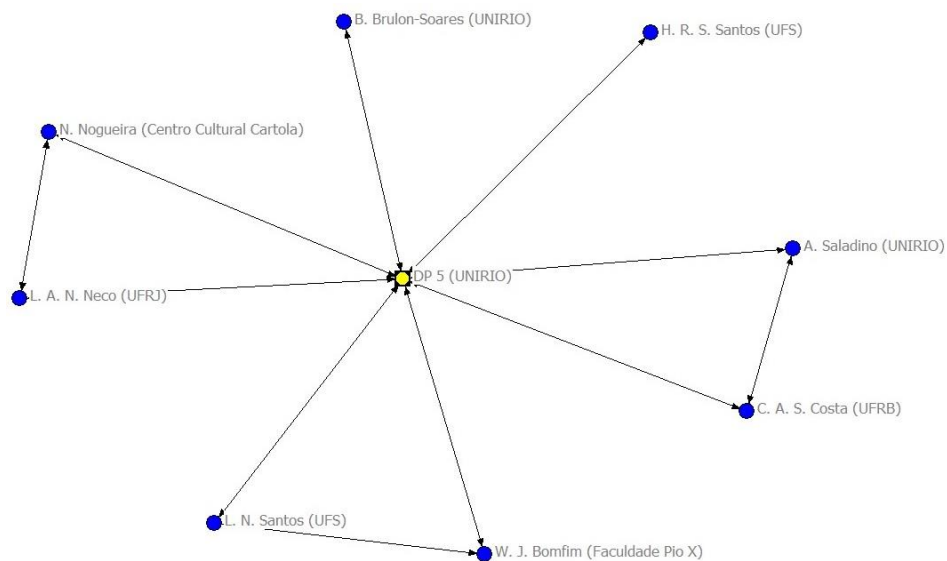 B. Brulon-Soares (UNIRIO)
H. R. S. Santos (UFS)
N. Nogueira (Centro Cultural Cartola)
A. Saladino (UNIRIO)
DP 5 (UNIRIO)
L. A. N. Neco (UFRJ)
C. A. S. Costa (UFRB)
L. N. Santos (UFS)
W. J. Bomfim (Faculdade Pio X)